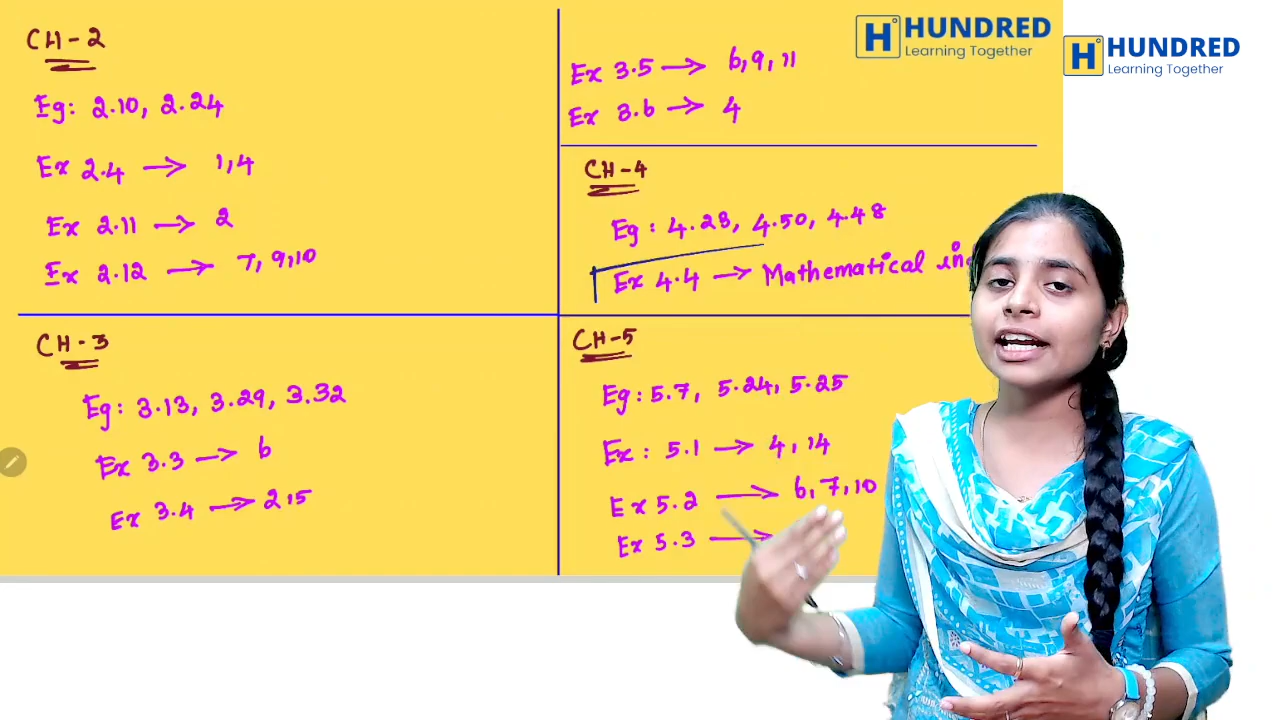 CH-2
Eg: 2.10, 2.24
Ex 2.4 → 1,4
Ex 2.11 → 2
Ex 2.12 → 7, 9, 10
CH-3
Eg: 3.13, 3.29, 3.32
Ex 3.3 → 6
Ex 3.4 → 2,15
Ex 3.5 → 6, 9, 11
Ex 3.6 → 4
CH-4
Eg: 4.28, 4.50, 4.48
Ex 4.4 → Mathematical
CH-5
Eg: 5.7, 5.24, 5.25
Ex: 5.1 → 4, 14
Ex 5.2 → 6, 7, 10
Ex 5.3 →
H HUNDRED
Learning Together
H HUNDRED
Learning Together